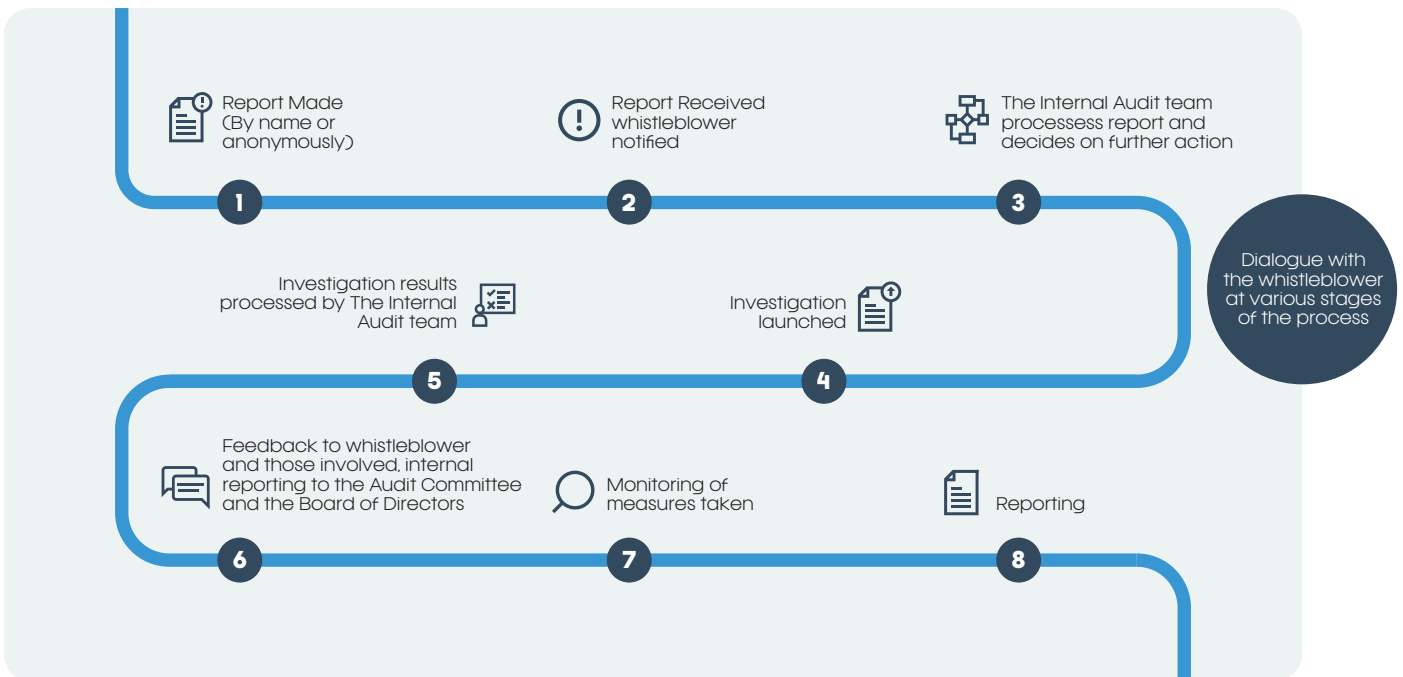 Report Made
(By name or
anonymously)
1
Report Received
whistleblower
notified
2
The Internal Audit team
processess report and
decides on further action
3
Dialogue with
the whistleblower
at various stages
of the process
Investigation
launched
4
Investigation results
processed by The Internal
Audit team
5
Feedback to whistleblower
and those involved, internal
reporting to the Audit Committee
and the Board of Directors
6
Monitoring of
measures taken
7
Reporting
8